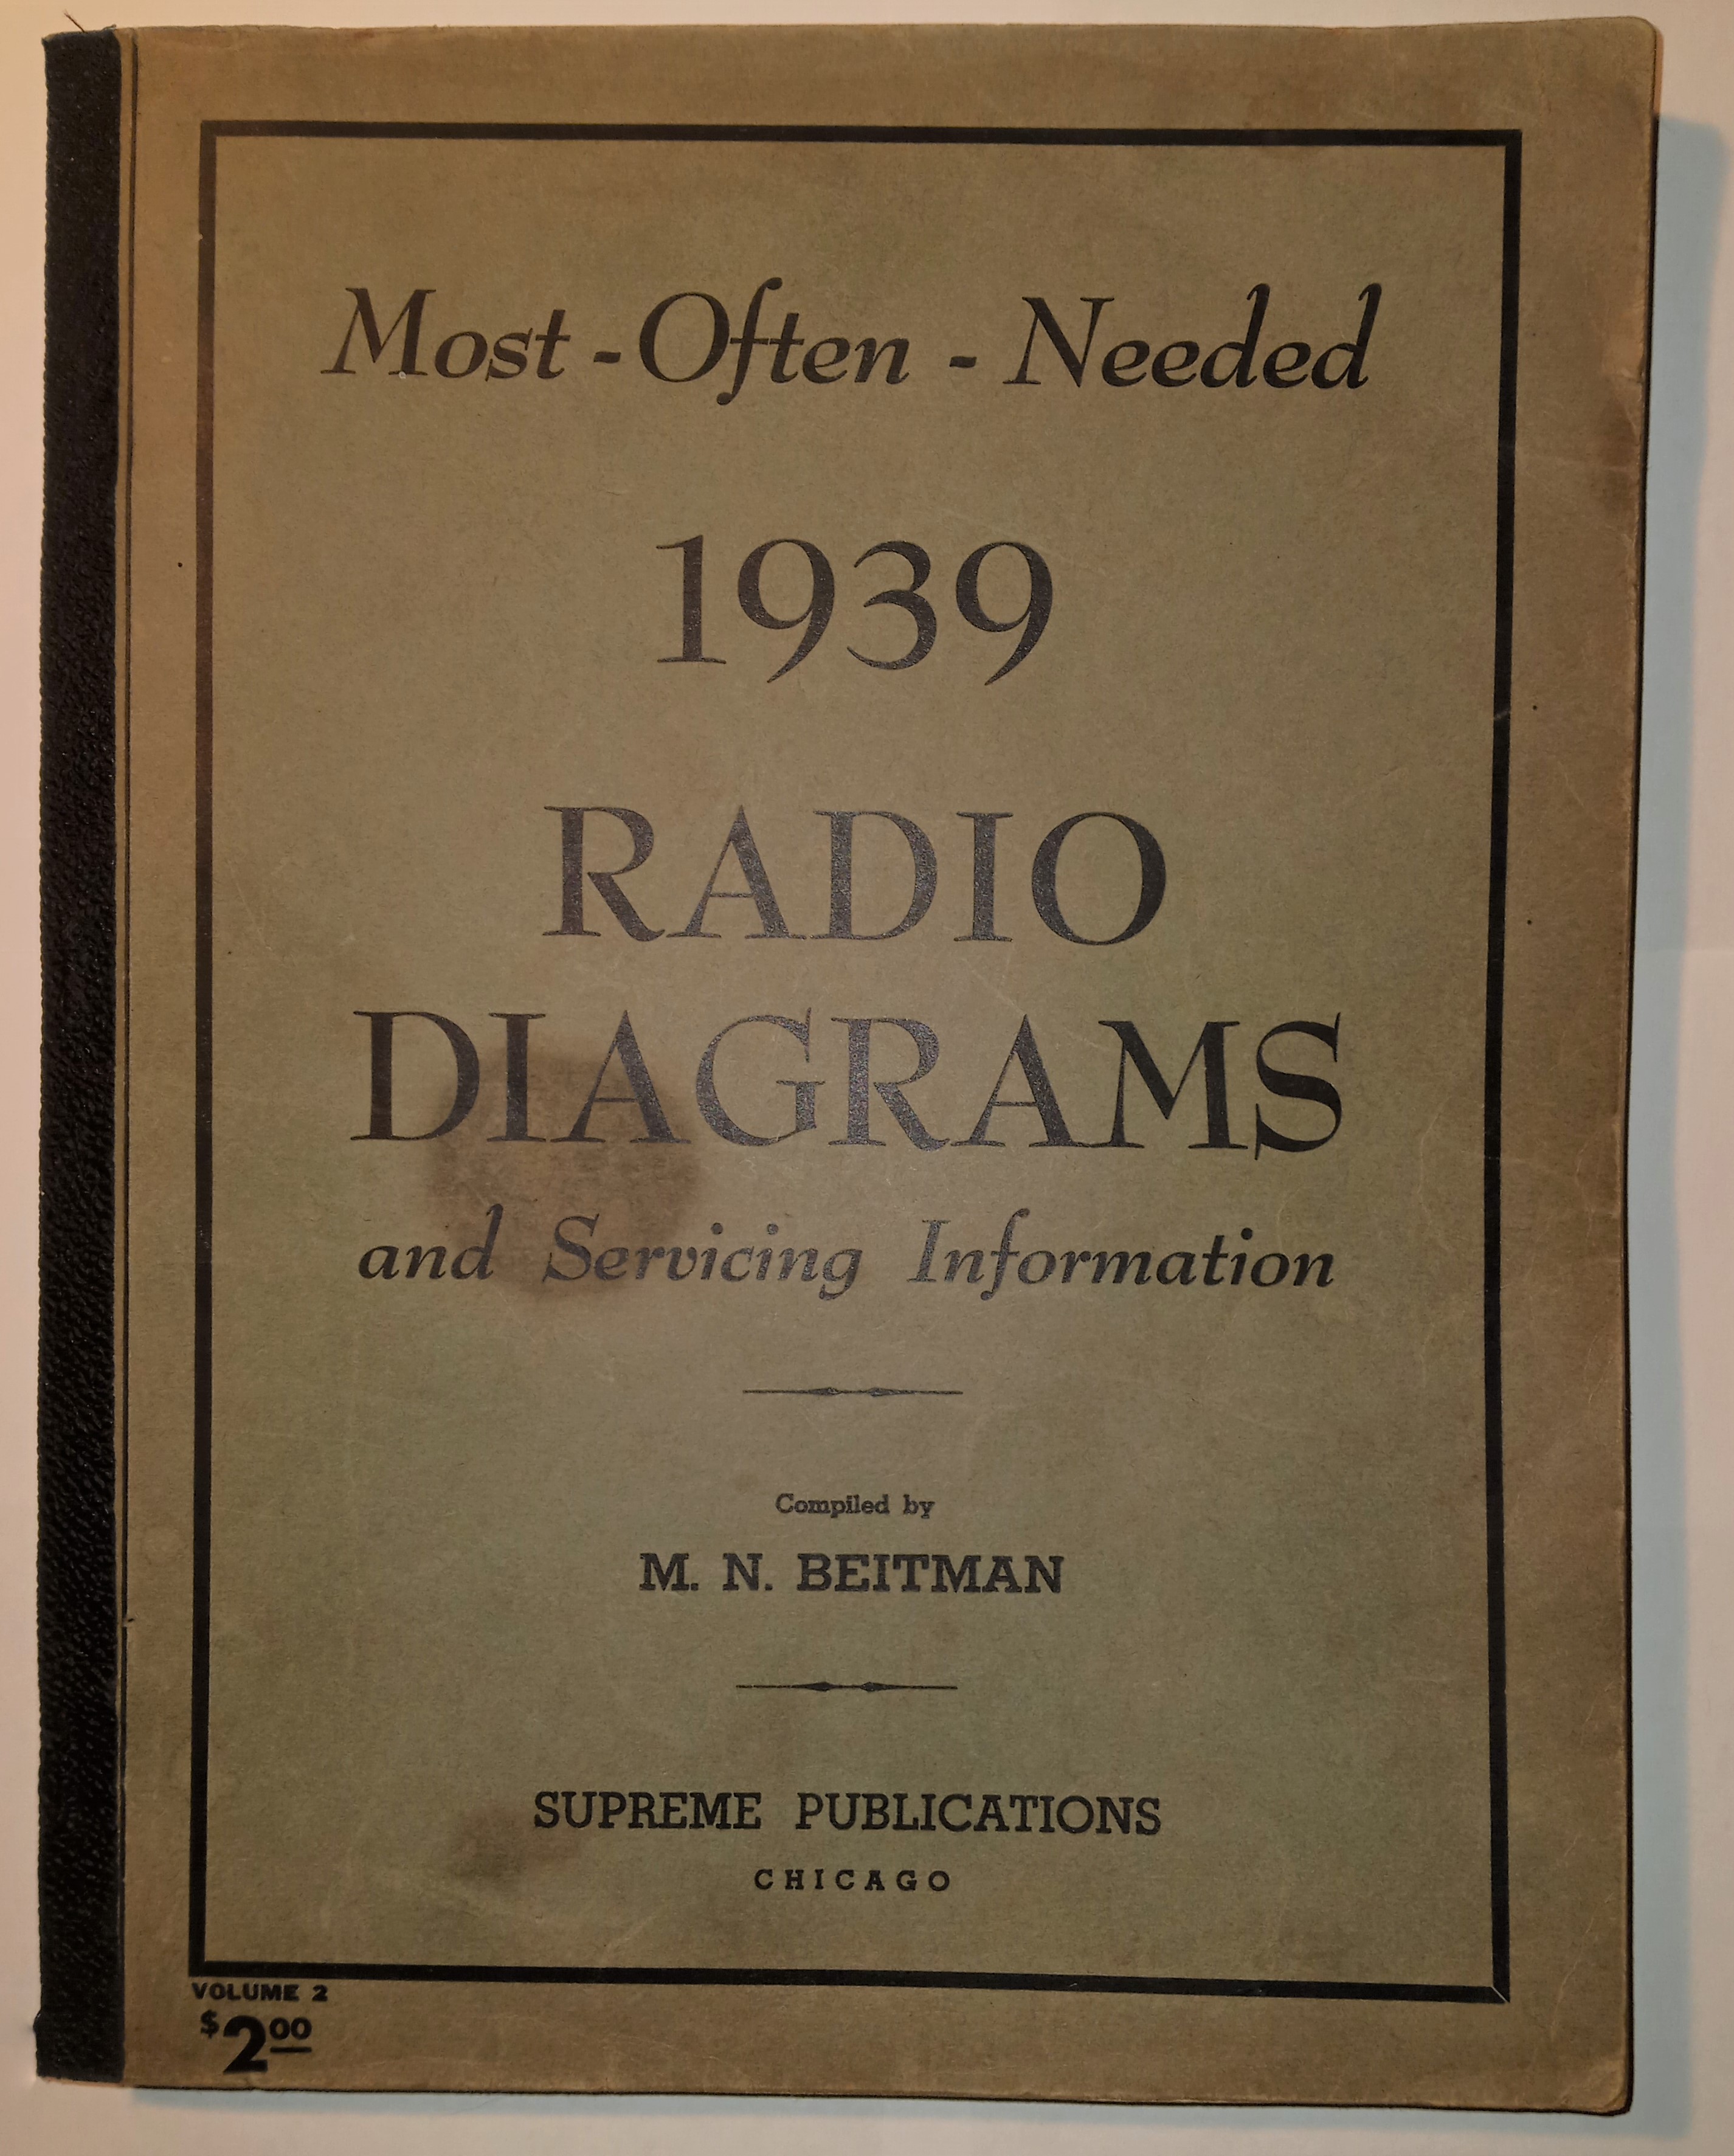 Most - Often - Needed
1939
RADIO
DIAGRAMS
and Servicing Information
Compiled by
M. N. BEITMAN
SUPREME PUBLICATIONS
CHICAGO
VOLUME 2
$2.00